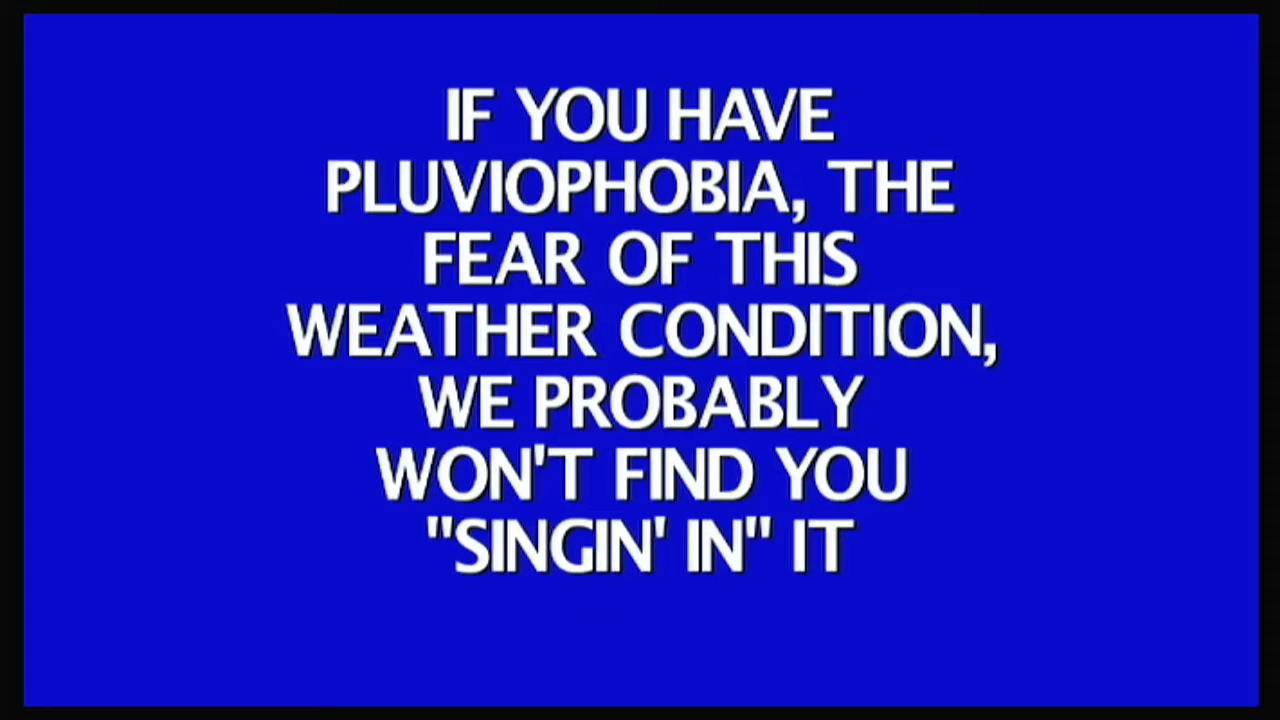 IF YOU HAVE
PLUVIOPHOBIA, THE
FEAR OF THIS
WEATHER CONDITION,
WE PROBABLY
WON'T FIND YOU
"SINGIN' IN" IT